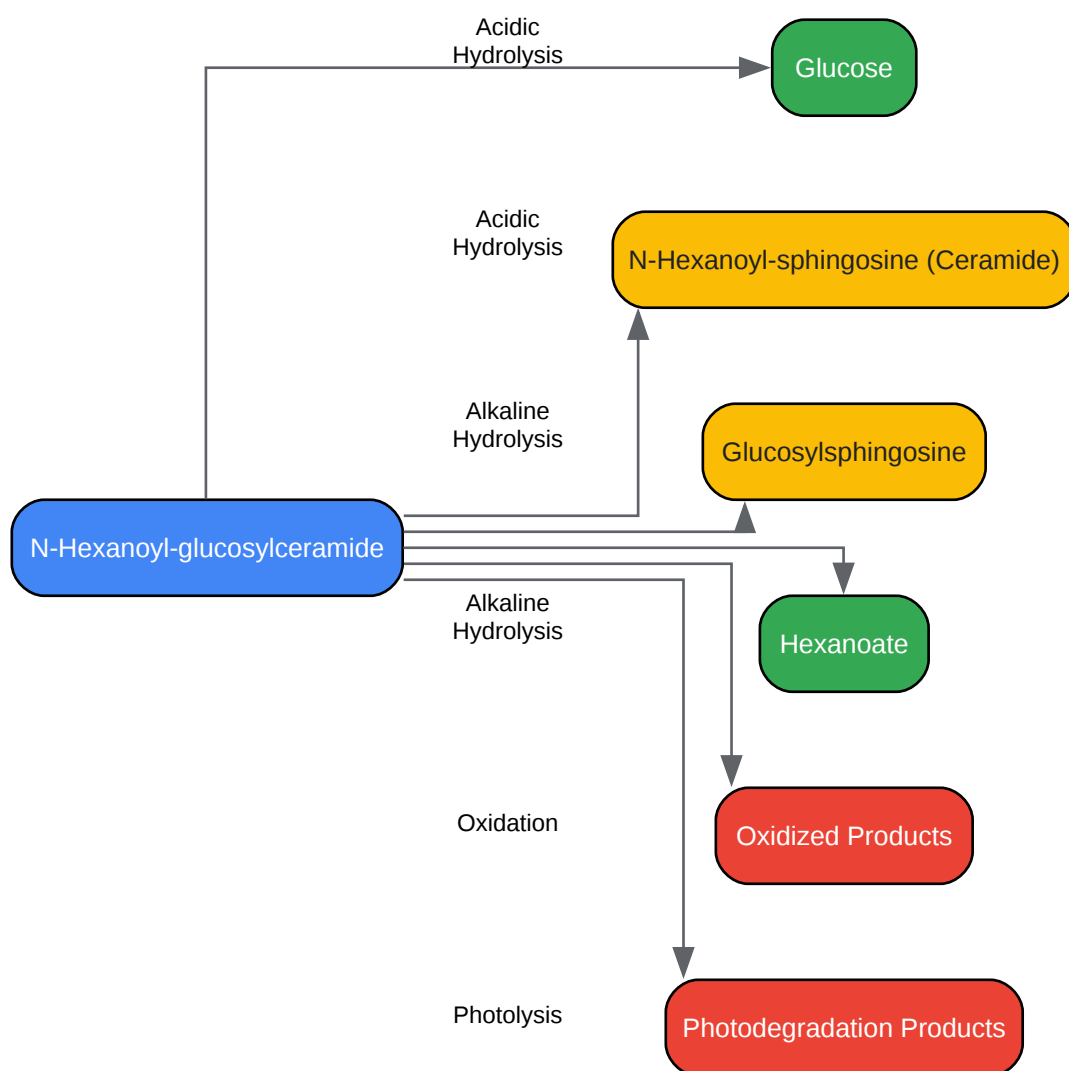 Acidic
Hydrolysis
Glucose
Acidic
Hydrolysis
N-Hexanoyl-sphingosine (Ceramide)
Alkaline
Hydrolysis
Glucosylsphingosine
N-Hexanoyl-glucosylceramide
Alkaline
Hydrolysis
Hexanoate
Oxidation
Oxidized Products
Photolysis
Photodegradation Products